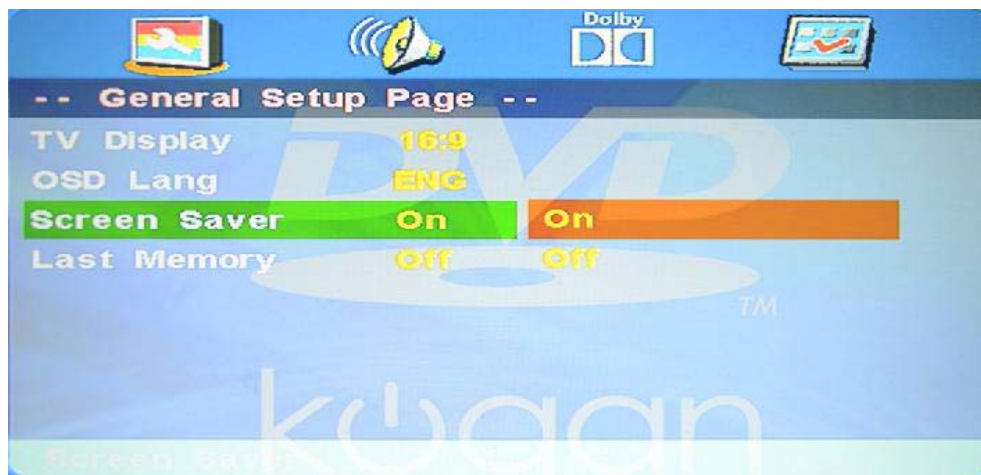 Dolby
-- General Setup Page --
TV Display 16:9
OSD Lang ENG
Screen Saver On On
Last Memory Off Off
DVD
TM
kogan
Screen Saver